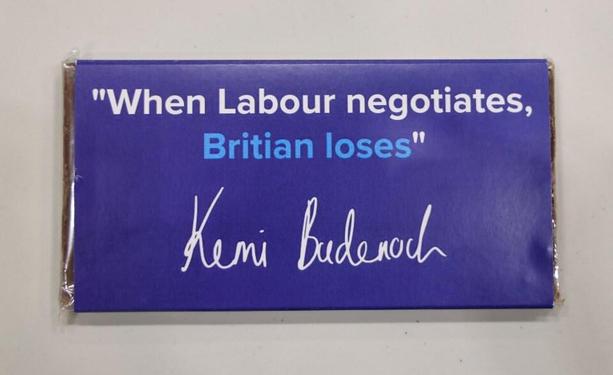 "When Labour negotiates,
Britian loses"
Kemi Badenoch